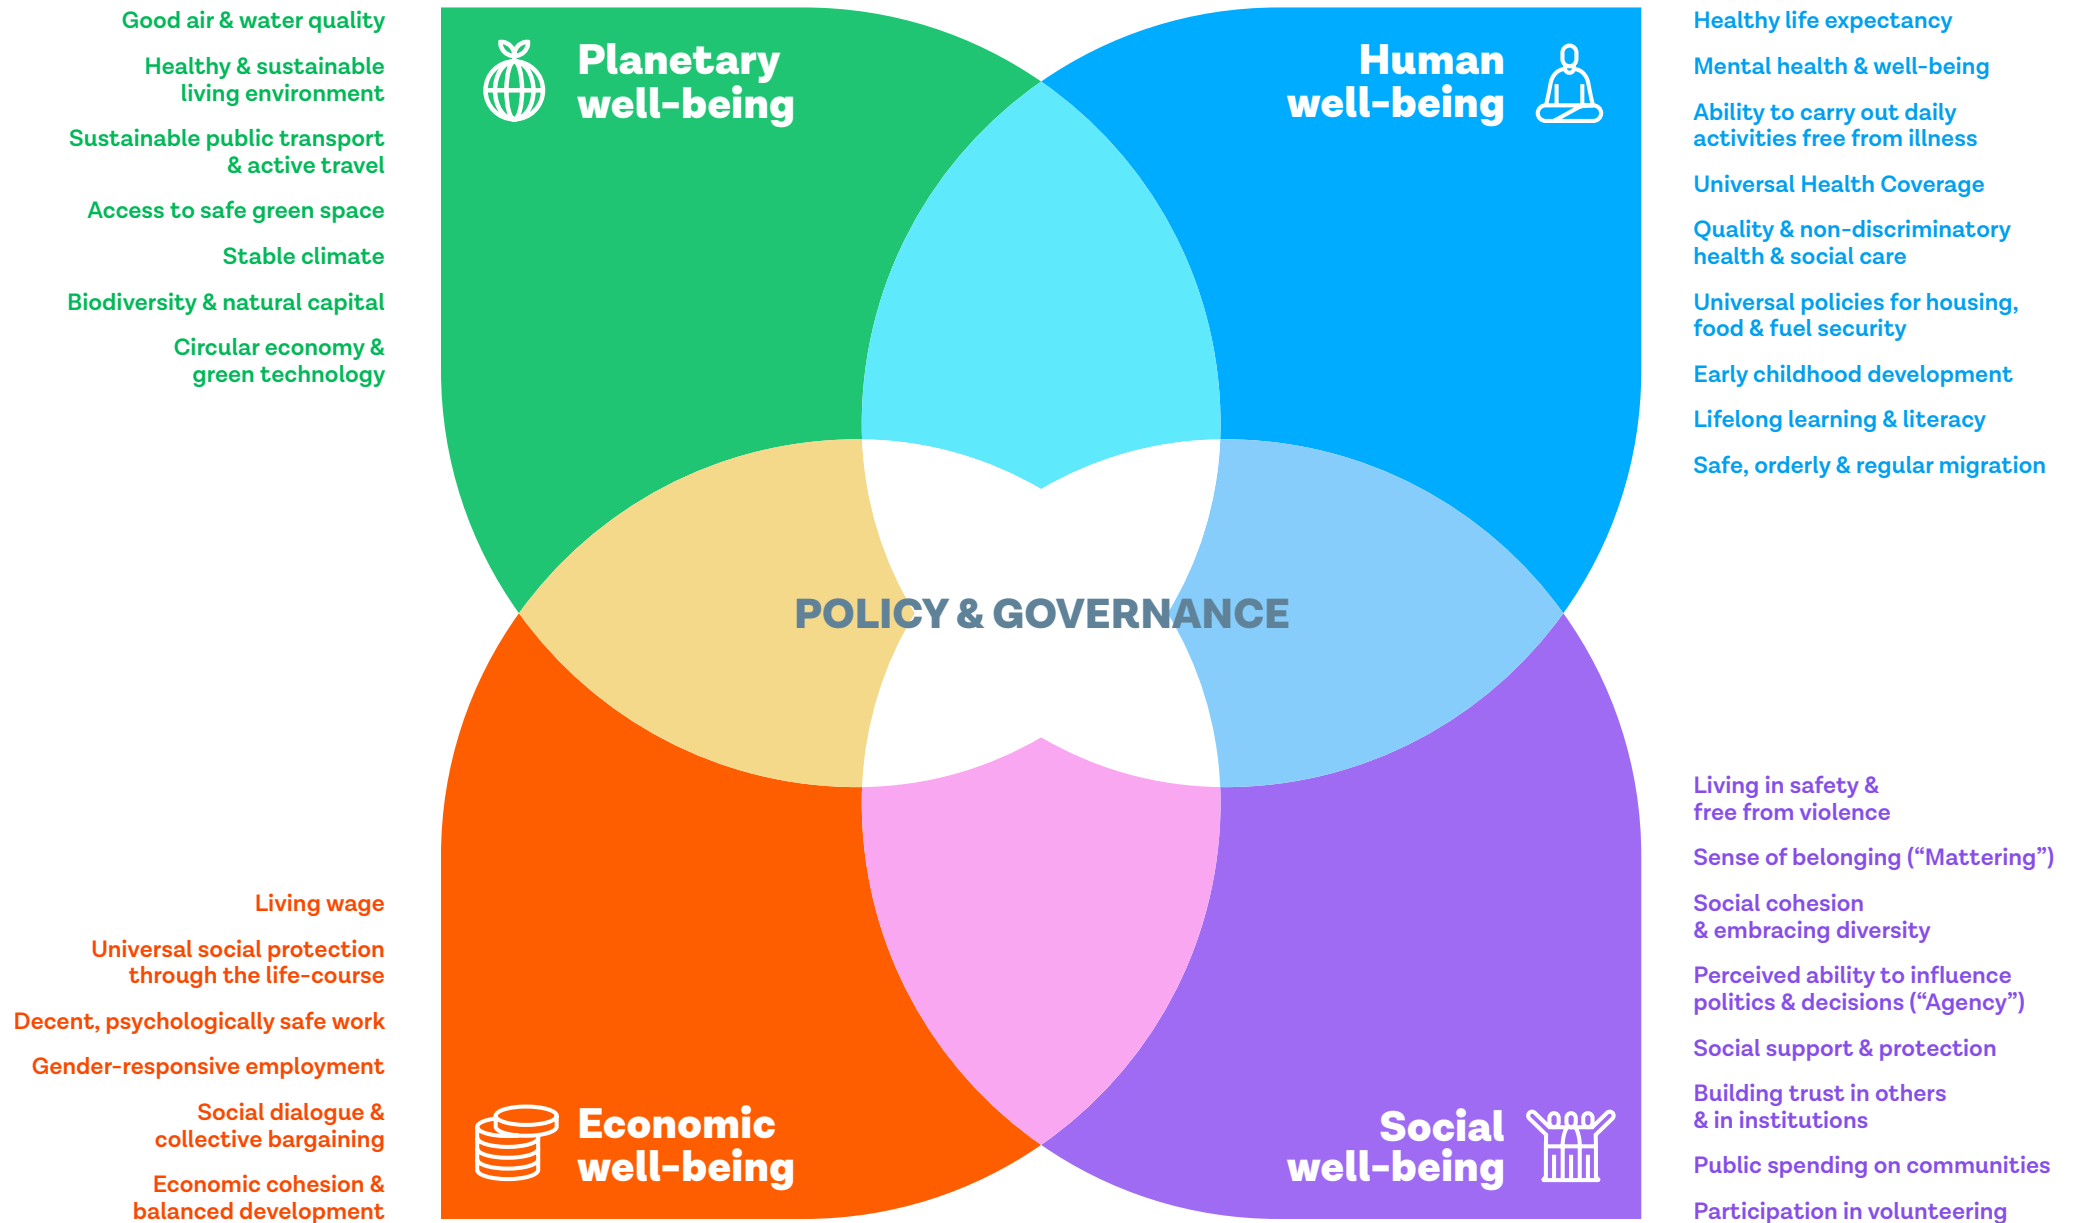 Good air & water quality
Healthy & sustainable
living environment
Sustainable public transport
& active travel
Access to safe green space
Stable climate
Biodiversity & natural capital
Circular economy &
green technology
Planetary
well-being
Human
well-being
Healthy life expectancy
Mental health & well-being
Ability to carry out daily
activities free from illness
Universal Health Coverage
Quality & non-discriminatory
health & social care
Universal policies for housing,
food & fuel security
Early childhood development
Lifelong learning & literacy
Safe, orderly & regular migration
POLICY & GOVERNANCE
Living wage
Universal social protection
through the life-course
Decent, psychologically safe work
Gender-responsive employment
Social dialogue &
collective bargaining
Economic cohesion &
balanced development
Economic
well-being
Social
well-being
Living in safety &
free from violence
Sense of belonging (“Mattering”)
Social cohesion
& embracing diversity
Perceived ability to influence
politics & decisions (“Agency”)
Social support & protection
Building trust in others
& in institutions
Public spending on communities
Participation in volunteering